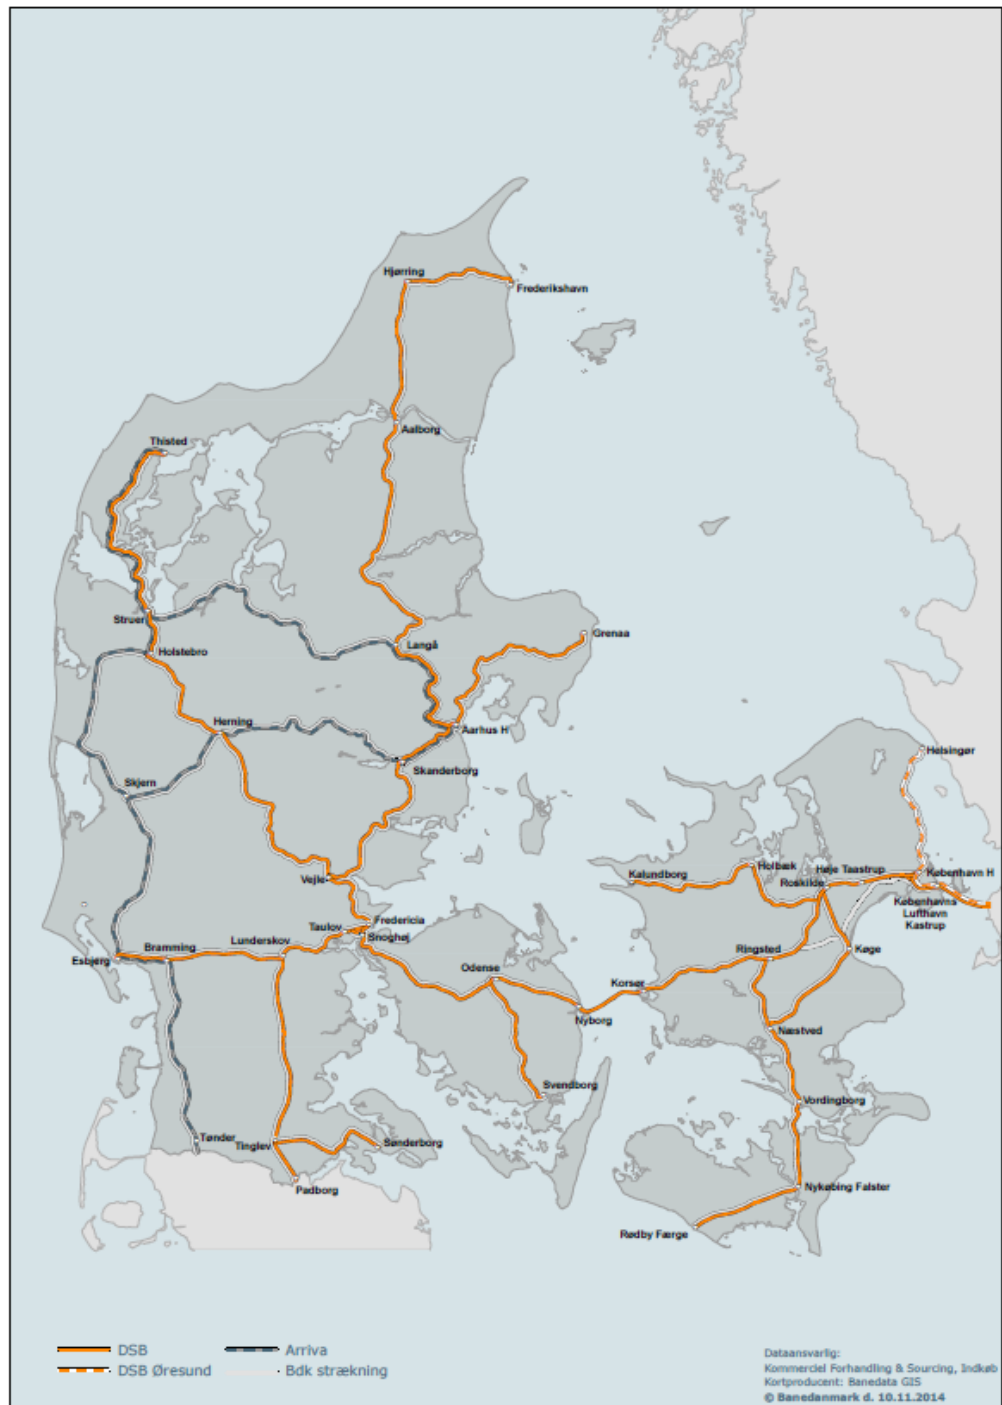 Hjørring
Frederikshavn
Aalborg
Thisted
Struer
Holstebro
Langå
Grenaa
Herning
Aarhus H
Skanderborg
Helsingør
Skjern
Vejle
Kalundborg
Holbæk
Høje Taastrup
København H
Roskilde
Københavns
Lufthavn
Kastrup
Fredericia
Taulov
Snoghøj
Bramming
Lunderskov
Esbjerg
Odense
Ringsted
Køge
Korsør
Nyborg
Næstved
Svendborg
Vordingborg
Tønder
Tinglev
Sønderborg
Padborg
Nykøbing Falster
Rødby Færge
DSB
Arriva
DSB Øresund
Bdk strækning
Dataansvarlig:
Kommerciel Forhandling & Sourcing, Indkøb
Kortproducent: Banedata GIS
© Banedanmark d. 10.11.2014